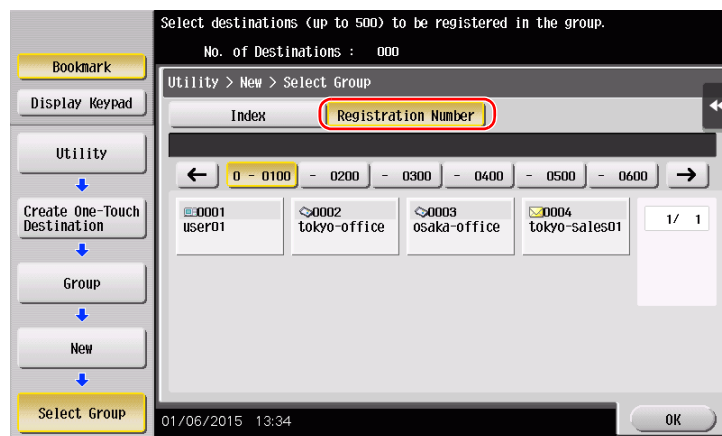 Select destinations (up to 500) to be registered in the group.
No. of Destinations : 000
Bookmark
Display Keypad
Utility
Create One-Touch
Destination
Group
New
Select Group
Utility > New > Select Group
Index
Registration Number
← 0 - 0100 - 0200 - 0300 - 0400 - 0500 - 0600 →
0001
user01
0002
tokyo-office
0003
osaka-office
0004
tokyo-sales01
1/ 1
01/06/2015 13:34
OK